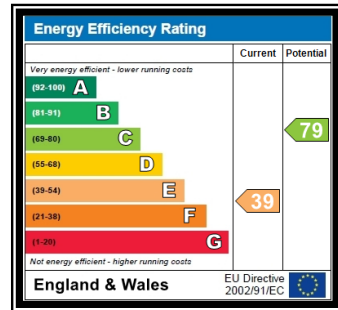 Energy Efficiency Rating
Current Potential
Very energy efficient - lower running costs
(92-100) A
(81-91) B
(69-80) C
79
(55-68) D
(39-54) E
39
(21-38) F
(1-20) G
Not energy efficient - higher running costs
England & Wales
EU Directive
2002/91/EC